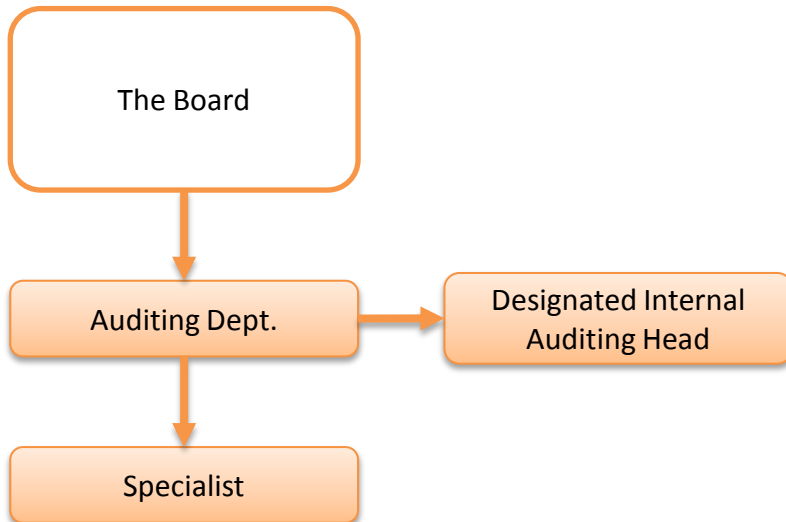 The Board
Auditing Dept.
Designated Internal
Auditing Head
Specialist